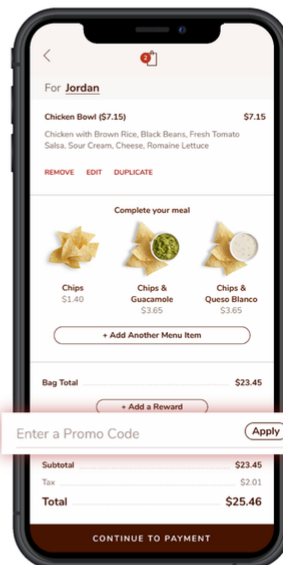 2
For Jordan
Chicken Bowl ($7.15) $7.15
Chicken with Brown Rice, Black Beans, Fresh Tomato
Salsa, Sour Cream, Cheese, Romaine Lettuce
REMOVE EDIT DUPLICATE
Complete your meal
Chips
$1.40
Chips &
Guacamole
$3.65
Chips &
Queso Blanco
$3.65
+ Add Another Menu Item
Bag Total $23.45
+ Add a Reward
Enter a Promo Code Apply
Subtotal $23.45
Tax $2.01
Total $25.46
CONTINUE TO PAYMENT